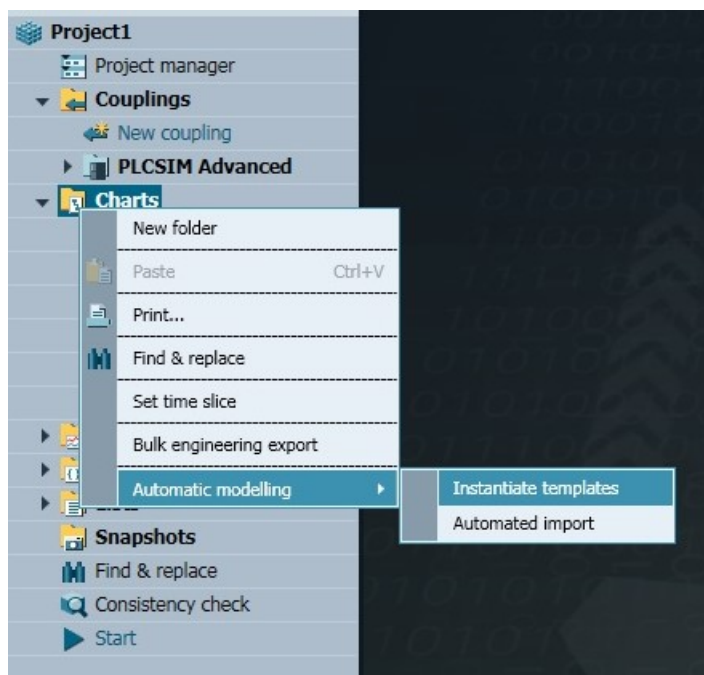 Project1
Project manager
Couplings
New coupling
PLCSIM Advanced
Charts
New folder
Paste Ctrl+V
Print...
Find & replace
Set time slice
Bulk engineering export
Automatic modelling
Instantiate templates
Automated import
Snapshots
Find & replace
Consistency check
Start